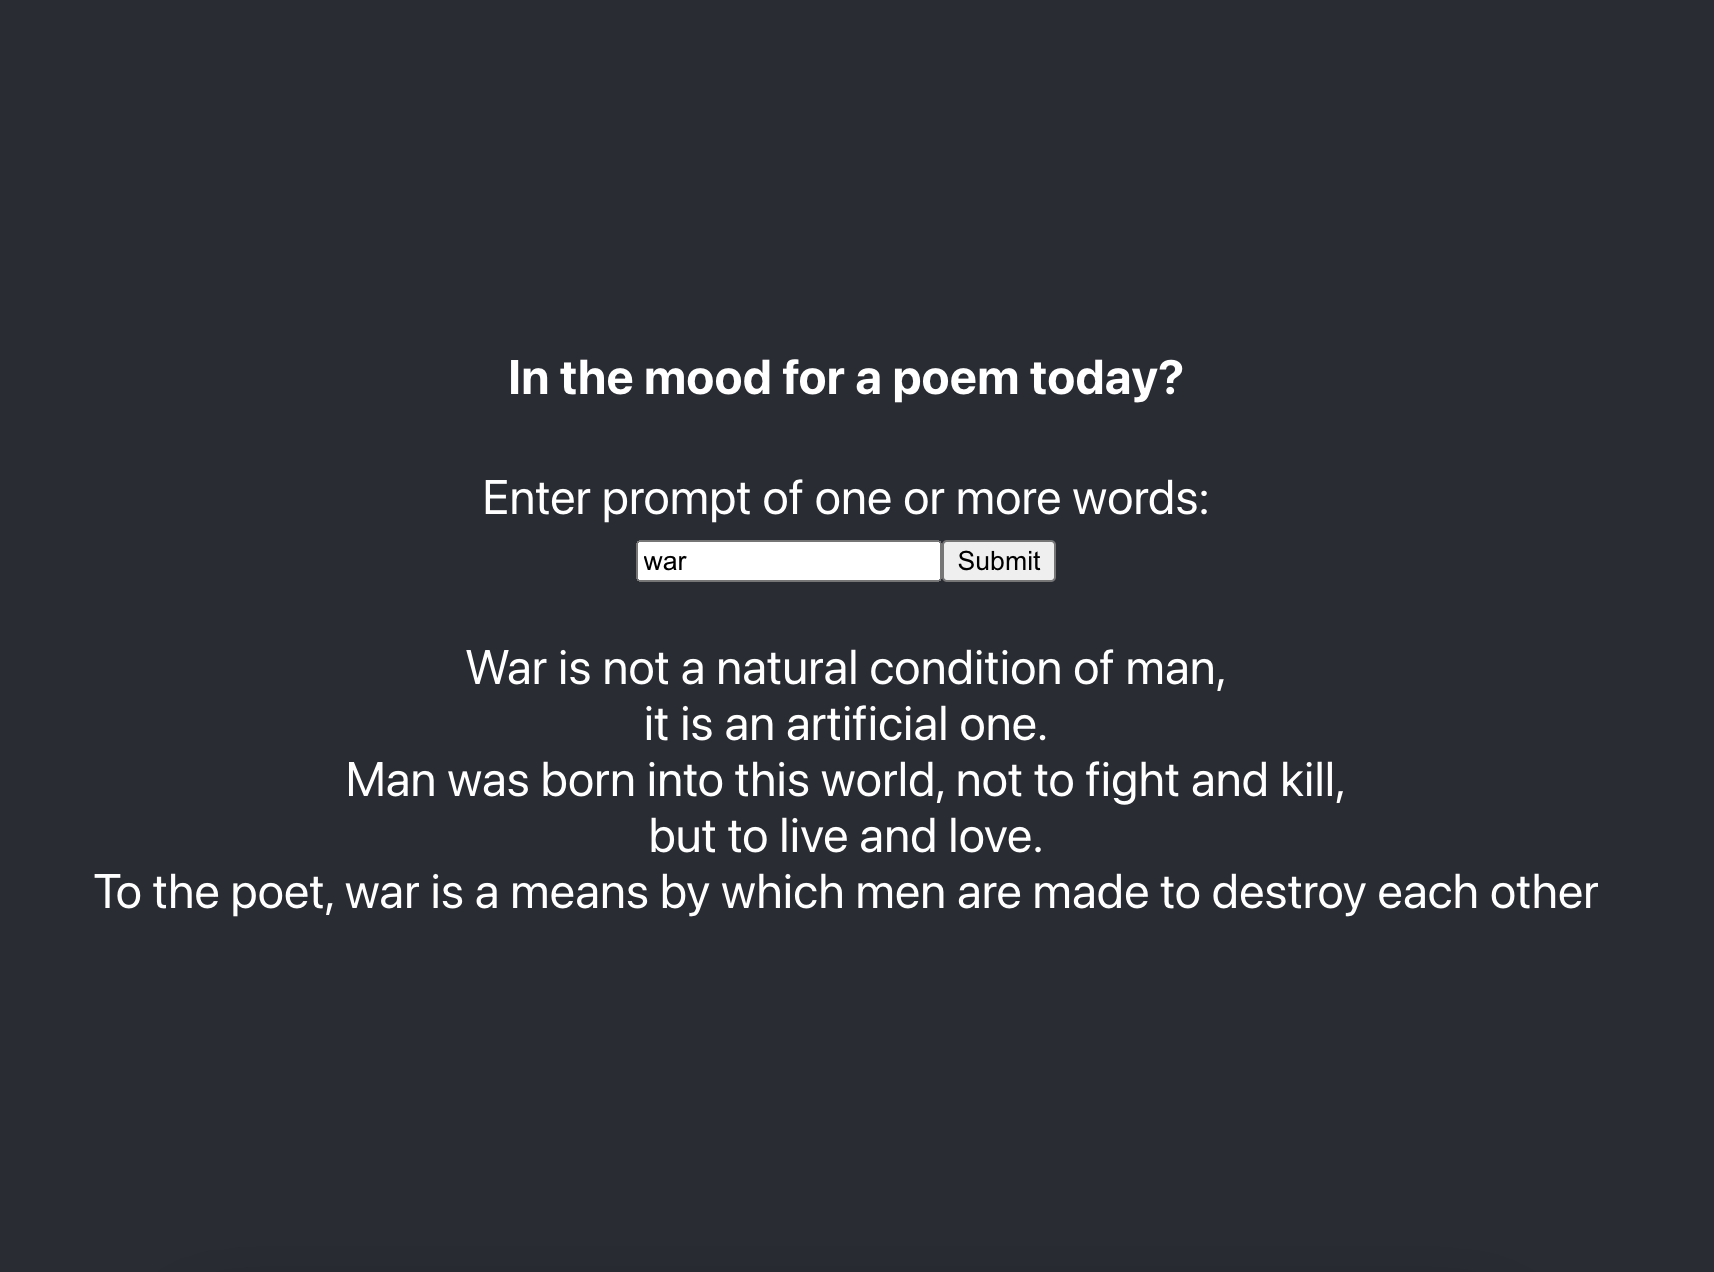 In the mood for a poem today?
Enter prompt of one or more words:
war Submit
War is not a natural condition of man,
it is an artificial one.
Man was born into this world, not to fight and kill,
but to live and love.
To the poet, war is a means by which men are made to destroy each other